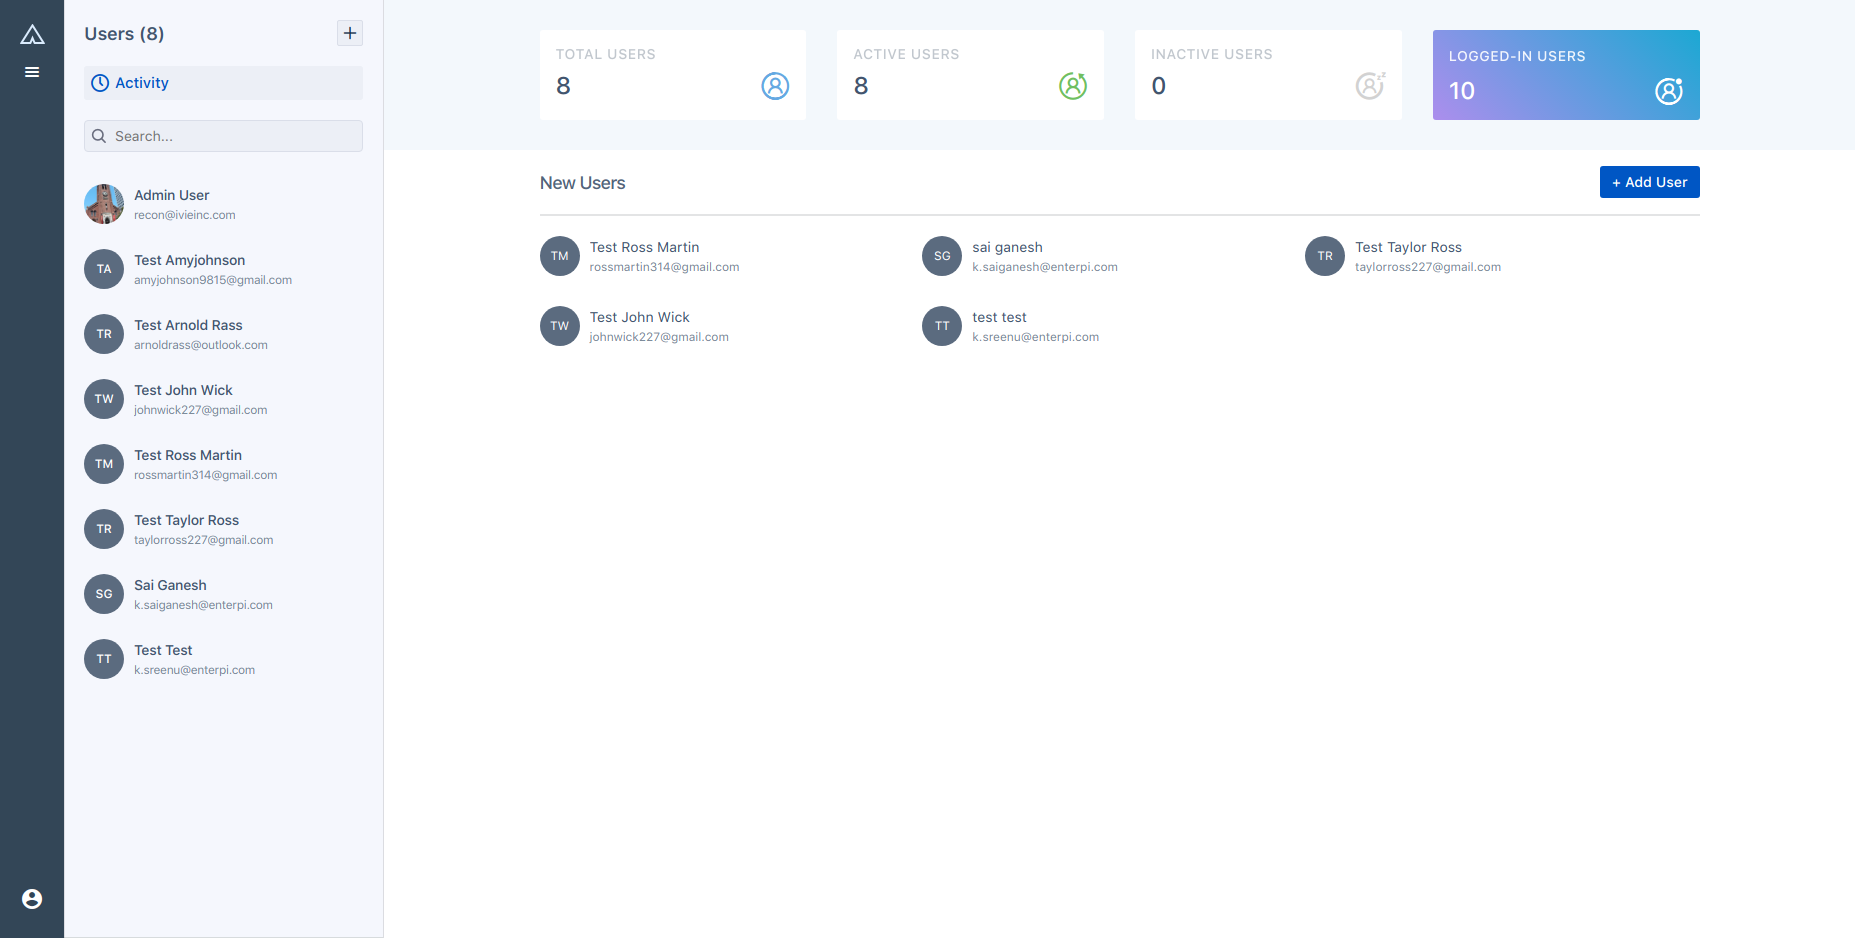 Users (8)
Activity
Search...
Admin User
recon@ivieinc.com
TA
Test Amyjohnson
amyjohnson9815@gmail.com
TR
Test Arnold Rass
arnoldrass@outlook.com
TW
Test John Wick
johnwick227@gmail.com
TM
Test Ross Martin
rossmartin314@gmail.com
TR
Test Taylor Ross
taylorross227@gmail.com
SG
Sai Ganesh
k.saiganesh@enterpi.com
TT
Test Test
k.sreenu@enterpi.com
TOTAL USERS
8
ACTIVE USERS
8
INACTIVE USERS
0
LOGGED-IN USERS
10
New Users
+ Add User
TM
Test Ross Martin
rossmartin314@gmail.com
SG
sai ganesh
k.saiganesh@enterpi.com
TR
Test Taylor Ross
taylorross227@gmail.com
TW
Test John Wick
johnwick227@gmail.com
TT
test test
k.sreenu@enterpi.com